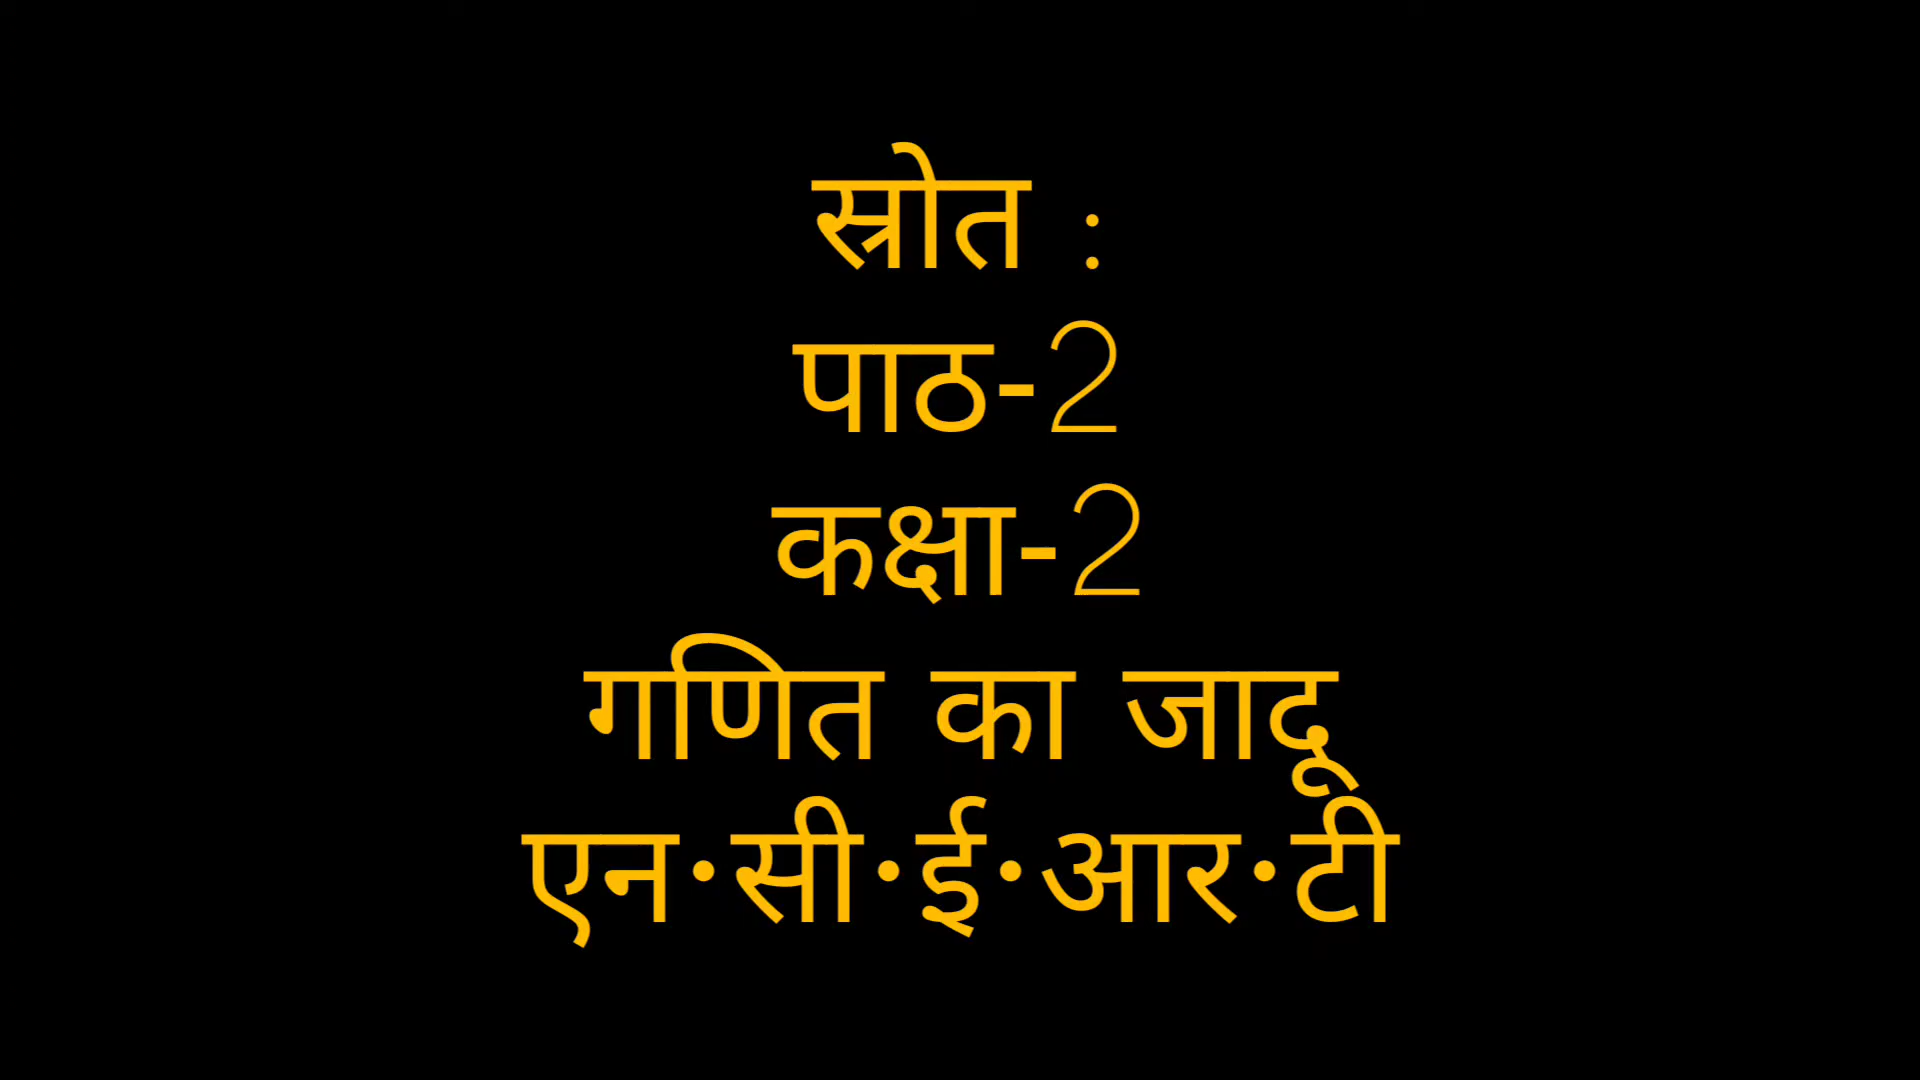 स्रोत :
पाठ-2
कक्षा-2
गणित का जादू
एन·सी·ई·आर·टी